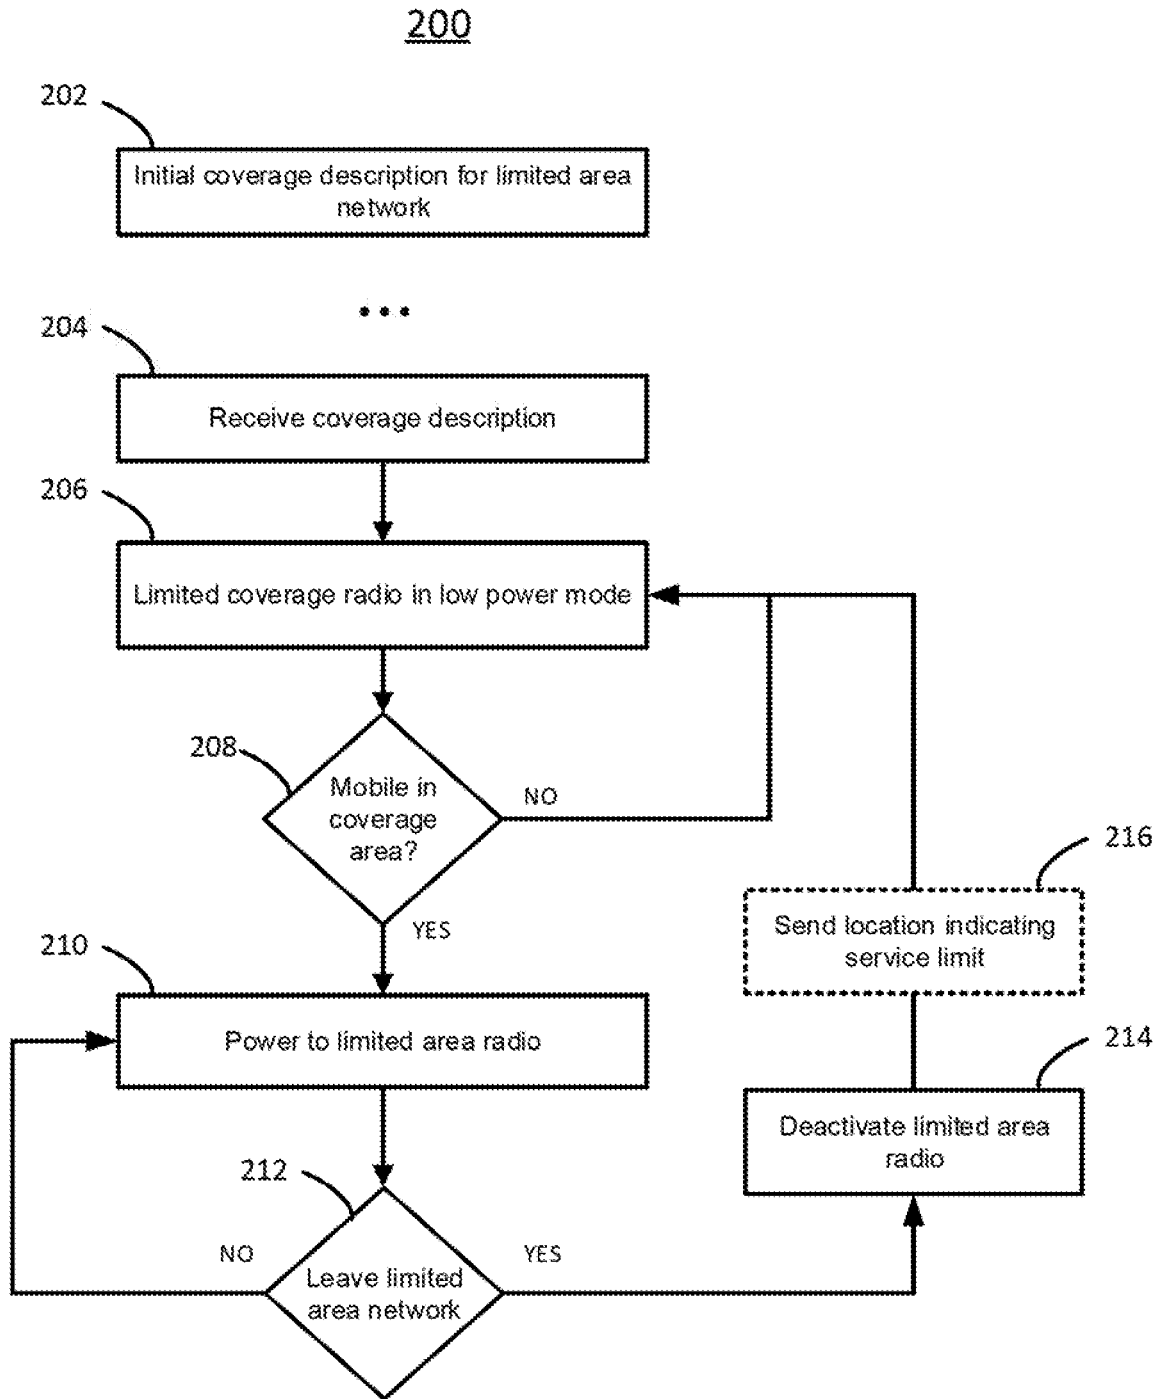 200
202
Initial coverage description for limited area
network
...
204
Receive coverage description
206
Limited coverage radio in low power mode
208
Mobile in
coverage
area?
NO
YES
216
Send location indicating
service limit
210
Power to limited area radio
214
Deactivate limited area
radio
212
NO
YES
Leave limited
area network